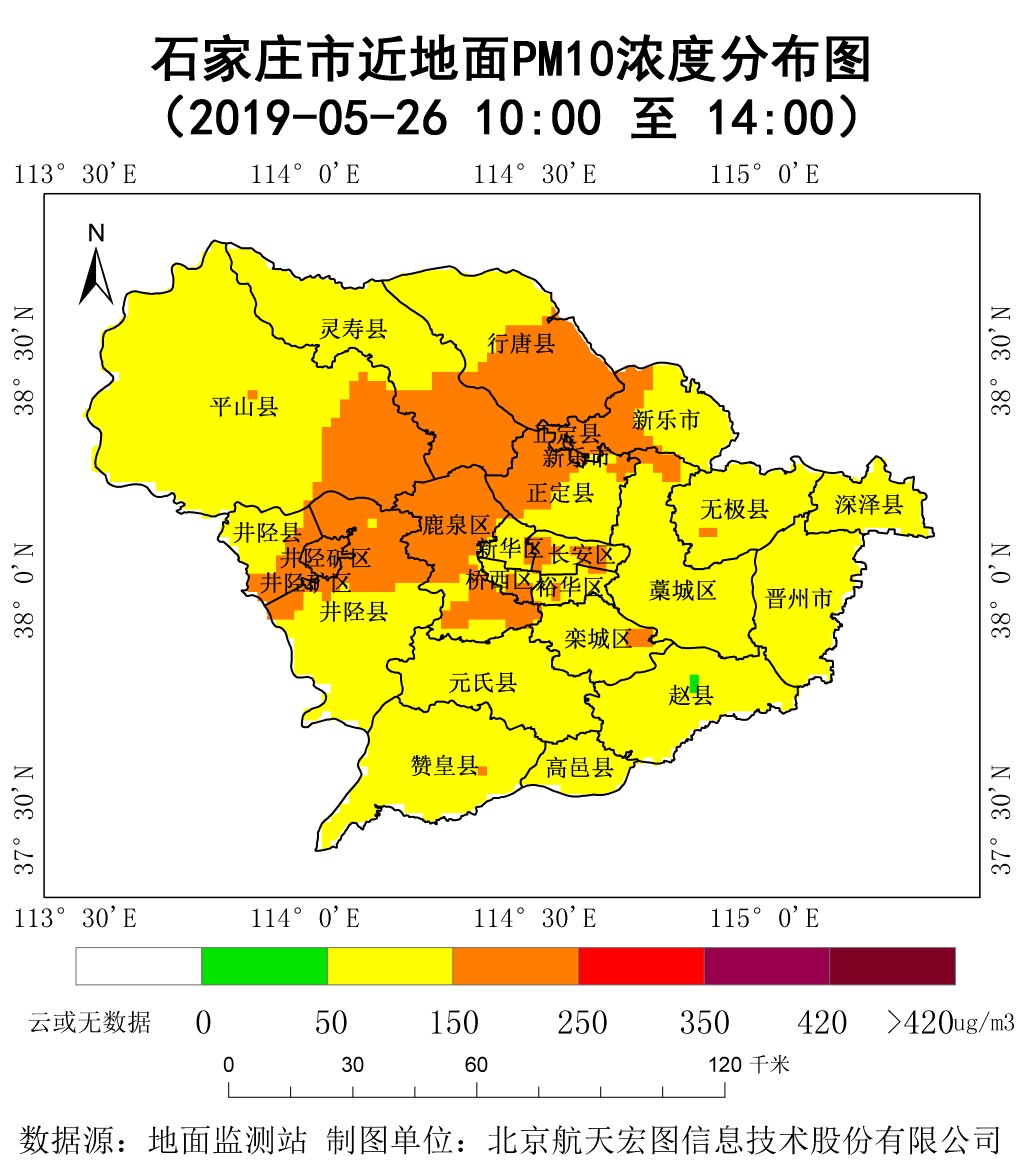 石家庄市近地面PM10浓度分布图
（2019-05-26 10:00 至 14:00）
113° 30'E 114° 0'E 114° 30'E 115° 0'E
N
38° 30'N
38° 0'N
37° 30'N
38° 30'N
38° 0'N
37° 30'N
灵寿县
行唐县
平山县
新乐市
正定县
新乐市
正定县
无极县
深泽县
井陉县
鹿泉区
新华区
长安区
井陉矿区
井陉矿区
桥西区
裕华区
藁城区
晋州市
井陉县
栾城区
元氏县
赵县
赞皇县
高邑县
113° 30'E 114° 0'E 114° 30'E 115° 0'E
云或无数据 0 50 150 250 350 420 >420ug/m3
0 30 60 120 千米
数据源：地面监测站 制图单位：北京航天宏图信息技术股份有限公司